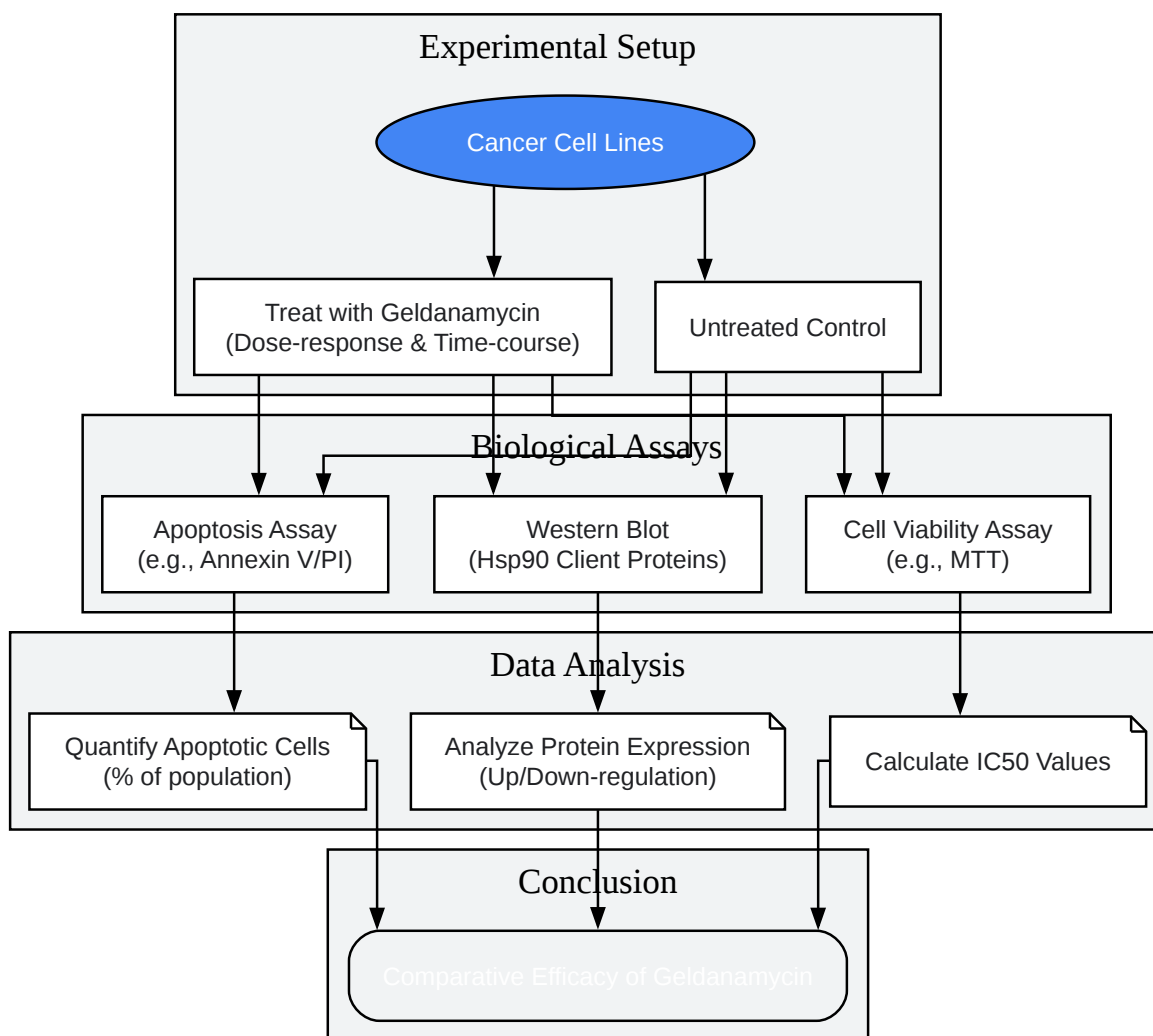 Experimental Setup
Cancer Cell Lines
Treat with Geldanamycin
(Dose-response & Time-course)
Untreated Control
Biological Assays
Apoptosis Assay
(e.g., Annexin V/PI)
Western Blot
(Hsp90 Client Proteins)
Cell Viability Assay
(e.g., MTT)
Data Analysis
Quantify Apoptotic Cells
(% of population)
Analyze Protein Expression
(Up/Down-regulation)
Calculate IC50 Values
Conclusion
Comparative Efficacy of Geldanamycin